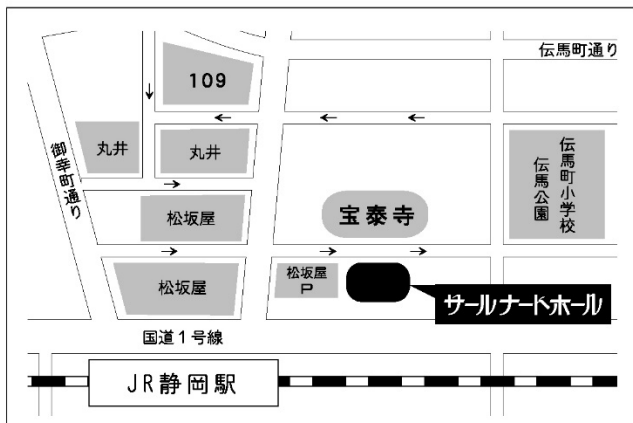 伝馬町通り
109
御幸町通り
丸井
丸井
伝馬町小学校
伝馬公園
松坂屋
宝泰寺
松坂屋
松坂屋
P
サールナートホール
国道1号線
JR静岡駅